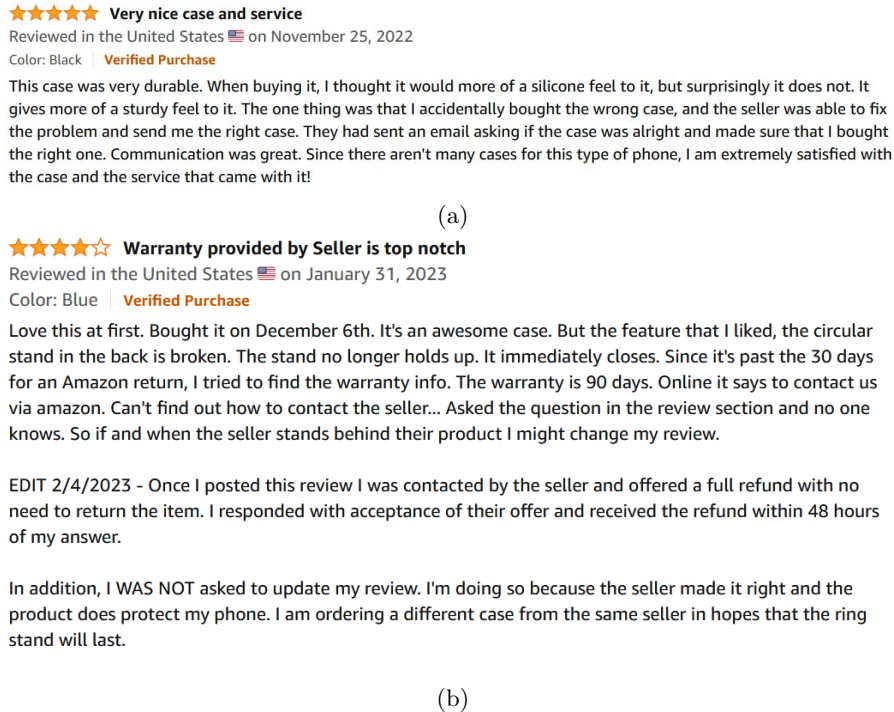 Very nice case and service
Reviewed in the United States on November 25, 2022
Color: Black Verified Purchase
This case was very durable. When buying it, I thought it would more of a silicone feel to it, but surprisingly it does not. It
gives more of a sturdy feel to it. The one thing was that I accidentally bought the wrong case, and the seller was able to fix
the problem and send me the right case. They had sent an email asking if the case was alright and made sure that I bought
the right one. Communication was great. Since there aren't many cases for this type of phone, I am extremely satisfied with
the case and the service that came with it!
(a)
Warranty provided by Seller is top notch
Reviewed in the United States on January 31, 2023
Color: Blue Verified Purchase
Love this at first. Bought it on December 6th. It's an awesome case. But the feature that I liked, the circular
stand in the back is broken. The stand no longer holds up. It immediately closes. Since it's past the 30 days
for an Amazon return, I tried to find the warranty info. The warranty is 90 days. Online it says to contact us
via amazon. Can't find out how to contact the seller... Asked the question in the review section and no one
knows. So if and when the seller stands behind their product I might change my review.
EDIT 2/4/2023 - Once I posted this review I was contacted by the seller and offered a full refund with no
need to return the item. I responded with acceptance of their offer and received the refund within 48 hours
of my answer.
In addition, I WAS NOT asked to update my review. I'm doing so because the seller made it right and the
product does protect my phone. I am ordering a different case from the same seller in hopes that the ring
stand will last.
(b)